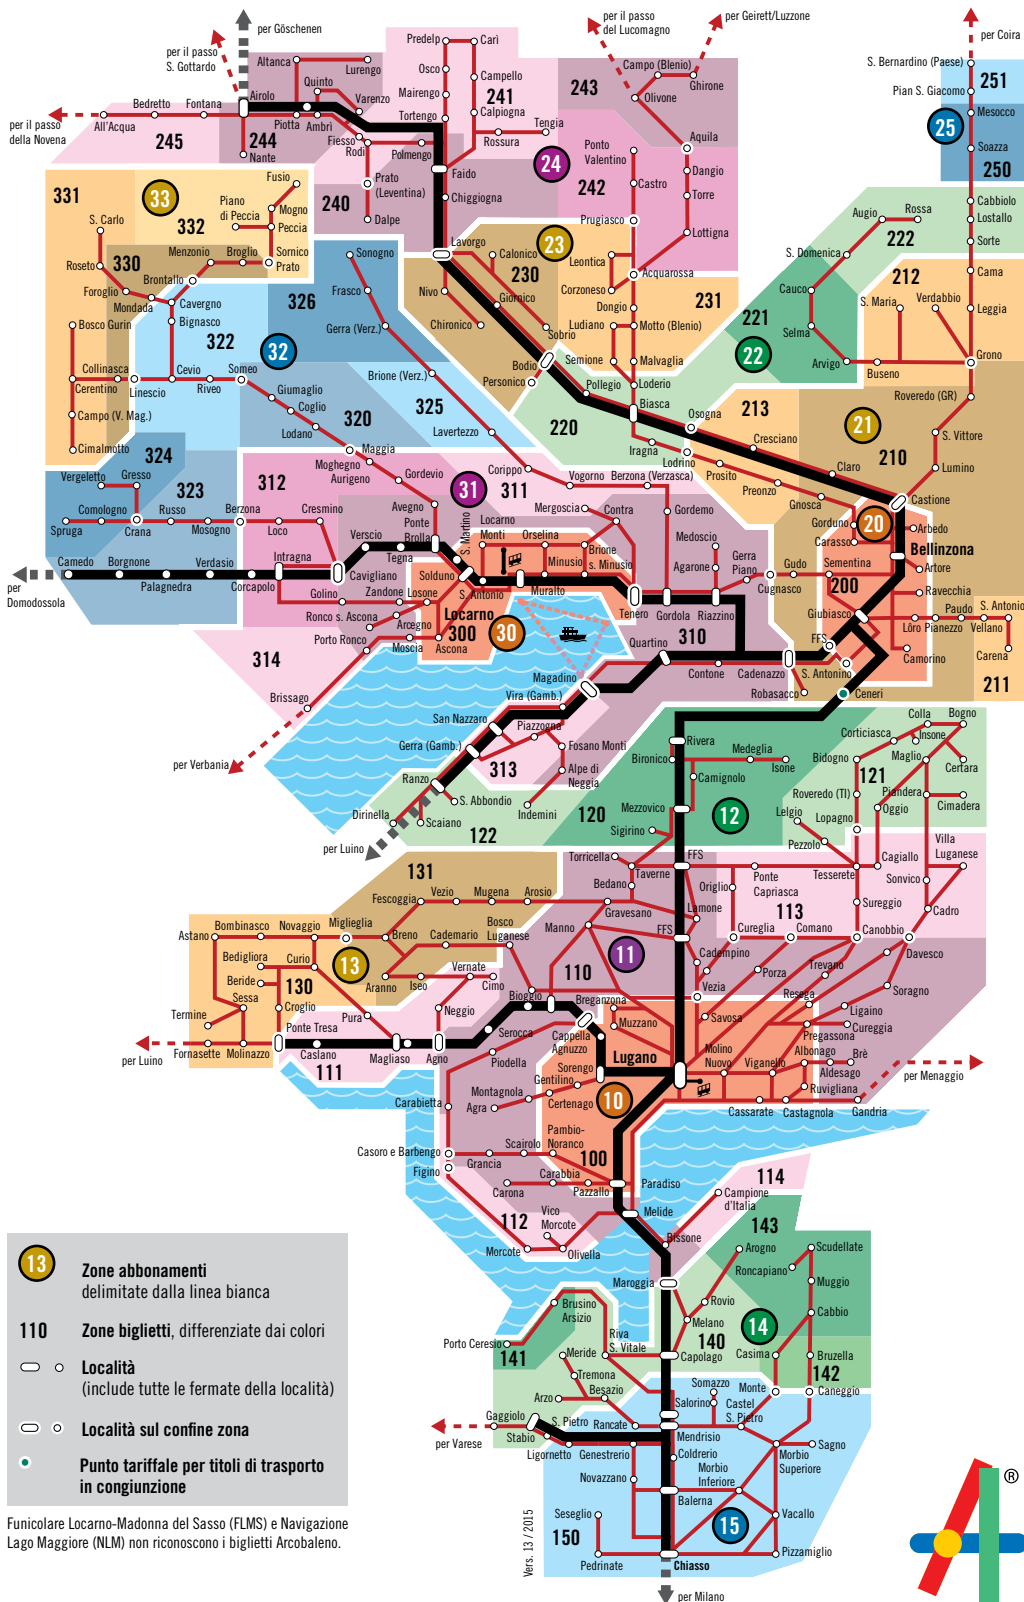 per Göschenen
per il passo
S. Gottardo
per il passo
della Novena
Bedretto
Fontana
Airolo
All'Acqua
245
244
Nante
Altanca
Lurengo
Quinto
Varenzo
Piotta
Ambrì
Fiesso
Rodi
Prato
(Leventina)
Dalpe
240
Polmengo
Predelp
Carì
Osco
Campello
Mairengo
241
Calpiogna
Tortengo
Tengia
Rossura
Faido
Chiggiogna
24
per il passo
del Lucomagno
per Geirett/Luzzone
243
Campo (Blenio)
Ghirone
Olivone
Aquila
Ponto
Valentino
242
Dangio
Castro
Torre
Prugiasco
Lottigna
Acquarossa
per Coira
S. Bernardino (Paese)
251
Pian S. Giacomo
25
Mesocco
Soazza
250
Cabbiolo
Lostallo
Sorte
Cama
Leggia
Grono
Roveredo (GR)
S. Vittore
Lumino
Castione
331
33
Fusio
S. Carlo
332
Piano
di Peccia
Mogno
Peccia
330
Menzonio
Broglio
Sornico
Prato
Roseto
Brontallo
Foroglio
Mondada
Cavergno
Bosco Gurin
Bignasco
322
Collinasca
Cerentino
Linescio
Cevio
Riveo
Someo
Campo (V. Mag.)
Cimalmotto
326
Sonogno
Frasco
Gerra (Verz.)
32
Brione (Verz.)
325
Lavertezzo
Giumaglio
Coglio
Lodano
320
Maggia
Moghegno
Aurigeno
Gordevio
Avegno
Ponte
Brolla
Lavorgo
23
Calonico
230
Nivo
Giornico
Chironico
Sobrio
Bodio
Personico
Leontica
Corzoneso
Dongio
231
Ludiano
Motto (Blenio)
Semione
Malvaglia
Loderio
Pollegio
Biasca
220
Iragna
Lodrino
Osogna
Prosito
Preonzo
Gnosca
213
Cresciano
Claro
21
210
Augio
Rossa
222
S. Domenica
212
Cauco
S. Maria
Verdabbio
221
22
Selma
Arvigo
Buseno
324
Vergeletto
Gresso
323
Comologno
Russo
Berzona
Spruga
Crana
Mosogno
Loco
312
Cresmino
Intragna
Camedo
Borgnone
Verdasio
Palagnedra
Corcapolo
per
Domodossola
Cavigliano
Verscio
Tegna
Golino
31
311
Corippo
Vogorno
Berzona (Verzasca)
Mergoscia
Contra
Gordemo
S. Martino
Locarno
Monti
Orselina
Brione
s. Minusio
Minusio
Medoscio
Agarone
Gerra
Piano
Cugnasco
Gudo
Solduno
S. Antonio
Muralto
Tenero
Gordola
Riazzino
Zandone
Losone
Ronco s. Ascona
Arcegno
Locarno
300
30
Porto Ronco
Moscia
Ascona
314
Brissago
per Verbania
310
Quartino
Magadino
Contone
Cadenazzo
Robasacco
20
Gorduno
Carasso
Arbedo
Bellinzona
Sementina
Artore
200
Ravecchia
Giubiasco
Paudo
S. Antonio
FFS
Lôro
Pianezzo
Vellano
S. Antonino
Camorino
Carena
Ceneri
211
Vira (Gamb.)
San Nazzaro
Piazzogna
Gerra (Gamb.)
Fosano Monti
313
Alpe di
Neggia
Ranzo
S. Abbondio
Indemini
Dirinella
Scaiano
122
per Luino
Rivera
Bironico
Medeglia
Isone
Camignolo
120
12
Mezzovico
Sigirino
Bogno
Colla
Corticiasca
Insone
Bidogno
Maglio
Certara
121
Roveredo (TI)
Piandera
Oggio
Cimadera
Lelgio
Lopagno
Pezzolo
Villa
Luganese
131
Torricella
Taverne
FFS
Bedano
Origlio
Ponte
Capriasca
Tesserete
Cagiallo
Sonvico
Fescoggia
Vezio
Mugena
Arosio
Gravesano
Lamone
113
Sureggio
Cadro
Bombinasco
Novaggio
Miglieglia
Cademario
Bosco
Luganese
Manno
FFS
Cureglia
Comano
Canobbio
Astano
Breno
11
Cadempino
Trevano
Davesco
Bedigliora
Curio
13
Vernate
110
Porza
Beride
Aranno
Iseo
Cimo
Vezia
Resega
Soragno
Sessa
130
Bioggio
Breganzona
Ligaino
Termine
Croglio
Neggio
Muzzano
Savosa
Cureggia
Pura
Serocca
Cappella
Agnuzzo
Pregassona
Ponte Tresa
Lugano
Molino
Nuovo
Viganello
Albonago
Brè
per Luino
Fornasette
Molinazzo
Caslano
Magliaso
Agno
Piodella
Sorengo
Aldesago
per Menaggio
111
Gentilino
Ruvigliana
Montagnola
Certenago
10
Carabietta
Agra
Cassarate
Castagnola
Gandria
Pambio-
Noranco
100
Casoro e Barbengo
Scairolo
Grancia
Figino
Carabbia
Carona
Pazzallo
Paradiso
114
Campione
d'Italia
112
Vico
Morcote
Melide
Morcote
Olivella
Bissone
143
Arogno
Scudellate
Roncapiano
Maroggia
Muggio
Rovio
Brusino
Arsizio
Melano
14
Cabbio
Porto Ceresio
Riva
S. Vitale
140
Casima
Bruzella
141
Meride
Capolago
142
Tremona
Somazzo
Monte
Caneggio
Arzo
Besazio
Salorino
Castel
S. Pietro
Gaggiolo
S. Pietro
Rancate
Mendrisio
per Varese
Stabio
Ligornetto
Genestrerio
Coldrerio
Sagno
Morbio
Inferiore
Morbio
Superiore
Novazzano
Balerna
Seseglio
15
Vacallo
150
Pedrinate
Chiasso
Pizzamiglio
per Milano
Vers. 13 / 2015
13
Zone abbonamenti
delimitate dalla linea bianca
110
Zone biglietti, differenziate dai colori
Località
(include tutte le fermate della località)
Località sul confine zona
Punto tariffale per titoli di trasporto
in congiunzione
Funicolare Locarno-Madonna del Sasso (FLMS) e Navigazione
Lago Maggiore (NLM) non riconoscono i biglietti Arcobaleno.
®